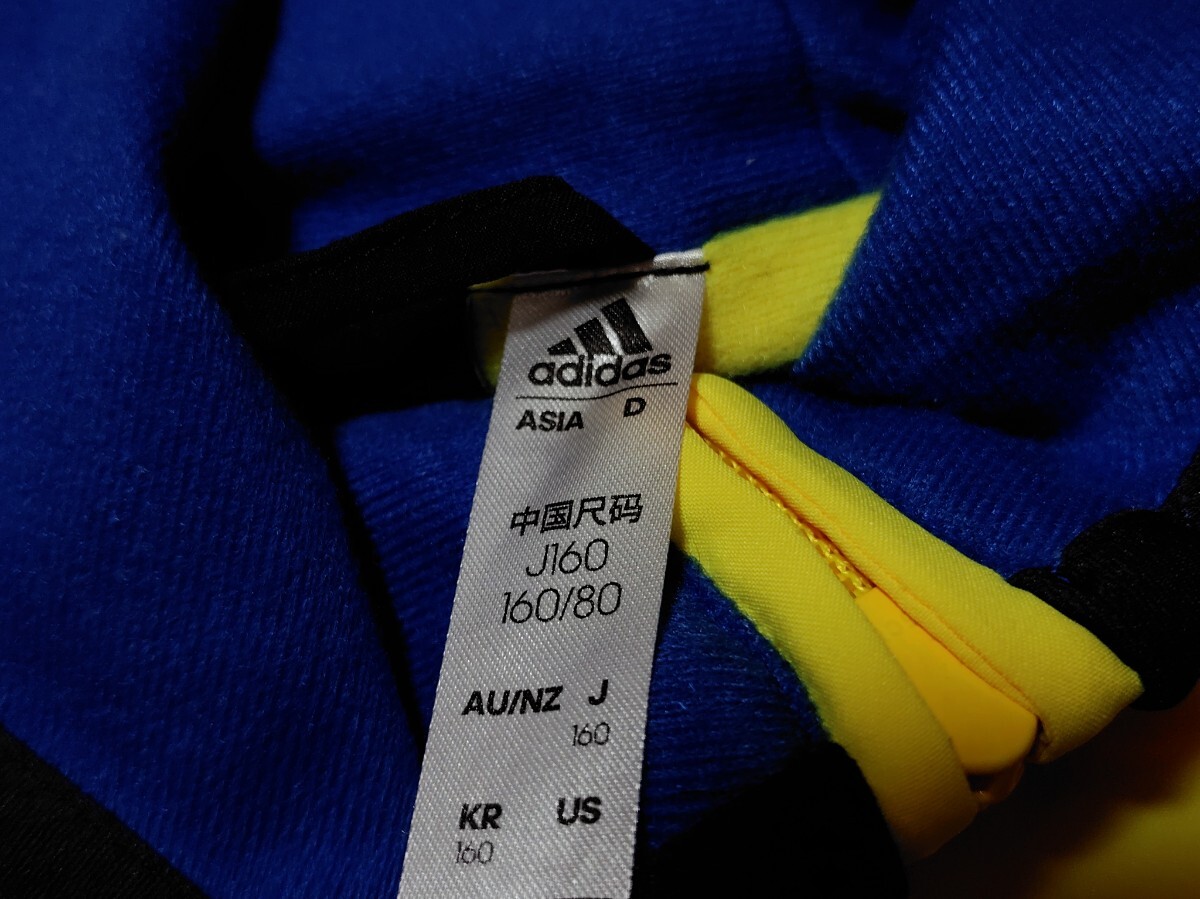 adidas
ASIA D
中国尺码
J160
160/80
AU/NZ J
160
KR US
160